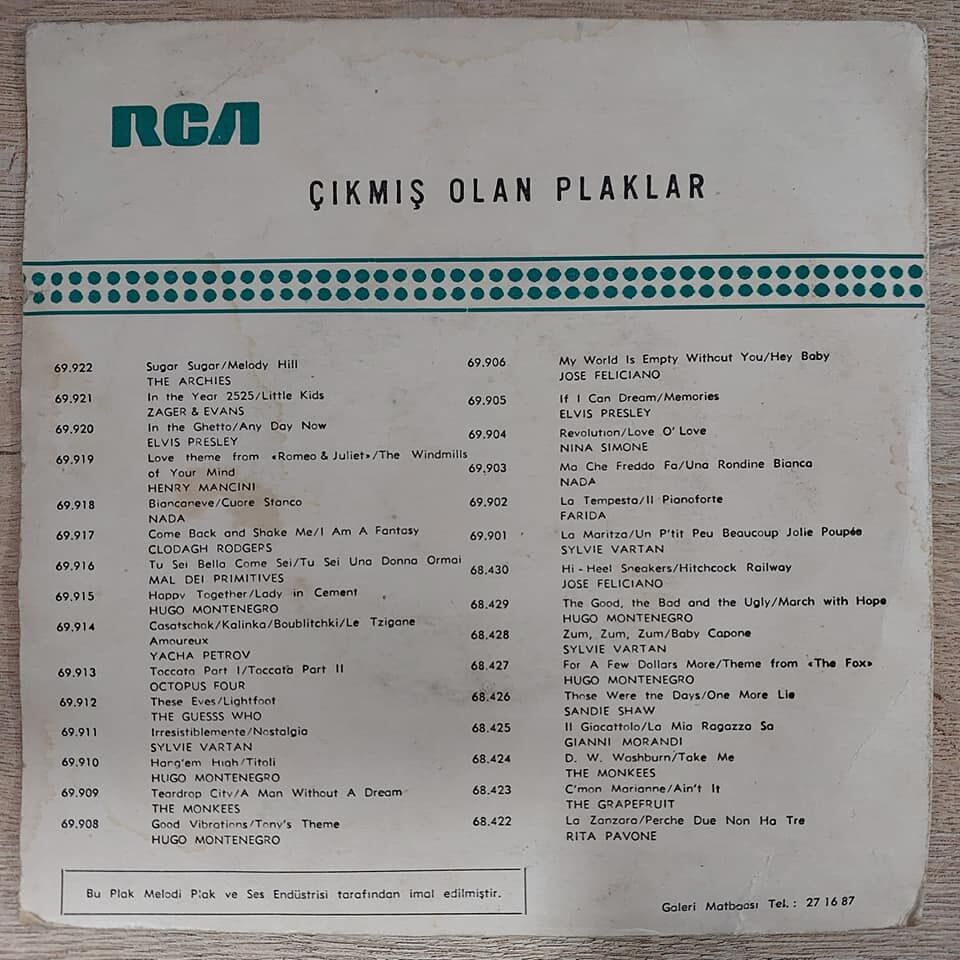 RCA
ÇIKMIŞ OLAN PLAKLAR
69.922 Sugar Sugar/Melody Hill
THE ARCHIES
69.921 In the Year 2525/Little Kids
ZAGER & EVANS
69.920 In the Ghetto/Any Day Now
ELVIS PRESLEY
69.919 Love theme from «Romeo & Juliet»/The Windmills
of Your Mind
HENRY MANCINI
69.918 Biancaneve/Cuore Stanco
NADA
69.917 Come Back and Shake Me/I Am A Fantasy
CLODAGH RODGERS
69.916 Tu Sei Bella Come Sei/Tu Sei Una Donna Ormai
MAL DEI PRIMITIVES
69.915 Happy Together/Lady in Cement
HUGO MONTENEGRO
69.914 Casatschok/Kalinka/Boublitchki/Le Tzigane
Amoureux
YACHA PETROV
69.913 Toccata Part I/Toccata Part II
OCTOPUS FOUR
69.912 These Eyes/Lightfoot
THE GUESSS WHO
69.911 Irresistiblemente/Nostalgia
SYLVIE VARTAN
69.910 Hang'em High/Titoli
HUGO MONTENEGRO
69.909 Teardrop City/A Man Without A Dream
THE MONKEES
69.908 Good Vibrations/Tony's Theme
HUGO MONTENEGRO
69.906 My World Is Empty Without You/Hey Baby
JOSE FELICIANO
69.905 If I Can Dream/Memories
ELVIS PRESLEY
69.904 Revolution/Love O' Love
NINA SIMONE
69.903 Ma Che Freddo Fa/Una Rondine Bianca
NADA
69.902 La Tempesta/Il Pianoforte
FARIDA
69.901 La Maritza/Un P'tit Peu Beaucoup Jolie Poupée
SYLVIE VARTAN
68.430 Hi - Heel Sneakers/Hitchcock Railway
JOSE FELICIANO
68.429 The Good, the Bad and the Ugly/March with Hope
HUGO MONTENEGRO
68.428 Zum, Zum, Zum/Baby Capone
SYLVIE VARTAN
68.427 For A Few Dollars More/Theme from «The Fox»
HUGO MONTENEGRO
68.426 Those Were the Days/One More Lie
SANDIE SHAW
68.425 Il Giocattolo/La Mia Ragazza Sa
GIANNI MORANDI
68.424 D. W. Washburn/Take Me
THE MONKEES
68.423 C'mon Marianne/Ain't It
THE GRAPEFRUIT
68.422 La Zanzara/Perche Due Non Ha Tre
RITA PAVONE
Bu Plak Melodi Plak ve Ses Endüstrisi tarafından imal edilmiştir.
Galeri Matbaası Tel.: 27 16 87